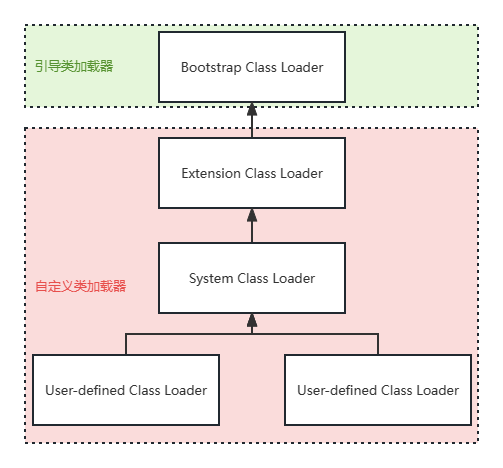 引导类加载器
Bootstrap Class Loader
Extension Class Loader
System Class Loader
自定义类加载器
User-defined Class Loader
User-defined Class Loader